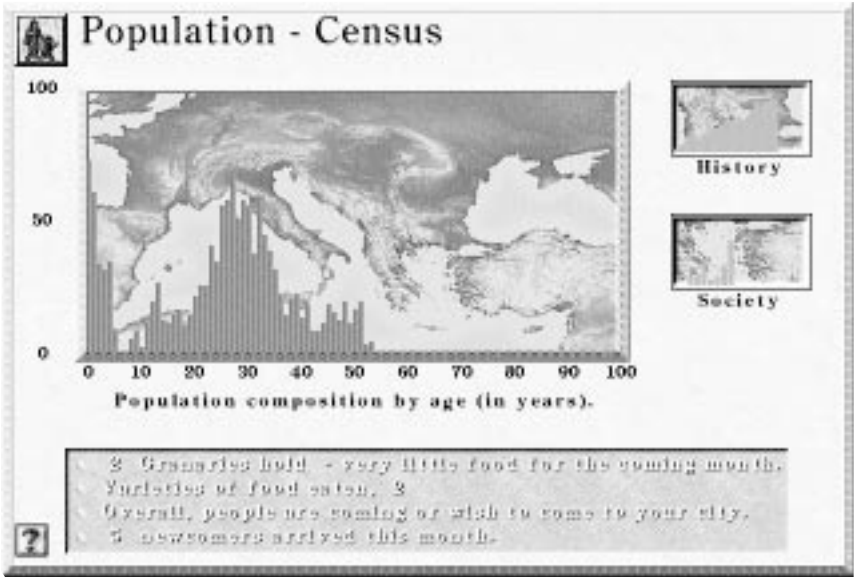 Population - Census
100
50
0
0 10 20 30 40 50 60 70 80 90 100
Population composition by age (in years).
History
Society
2 Granaries hold - very little food for the coming month.
Varieties of food eaten, 2
Overall, people are coming or wish to come to your city.
5 newcomers arrived this month.
?